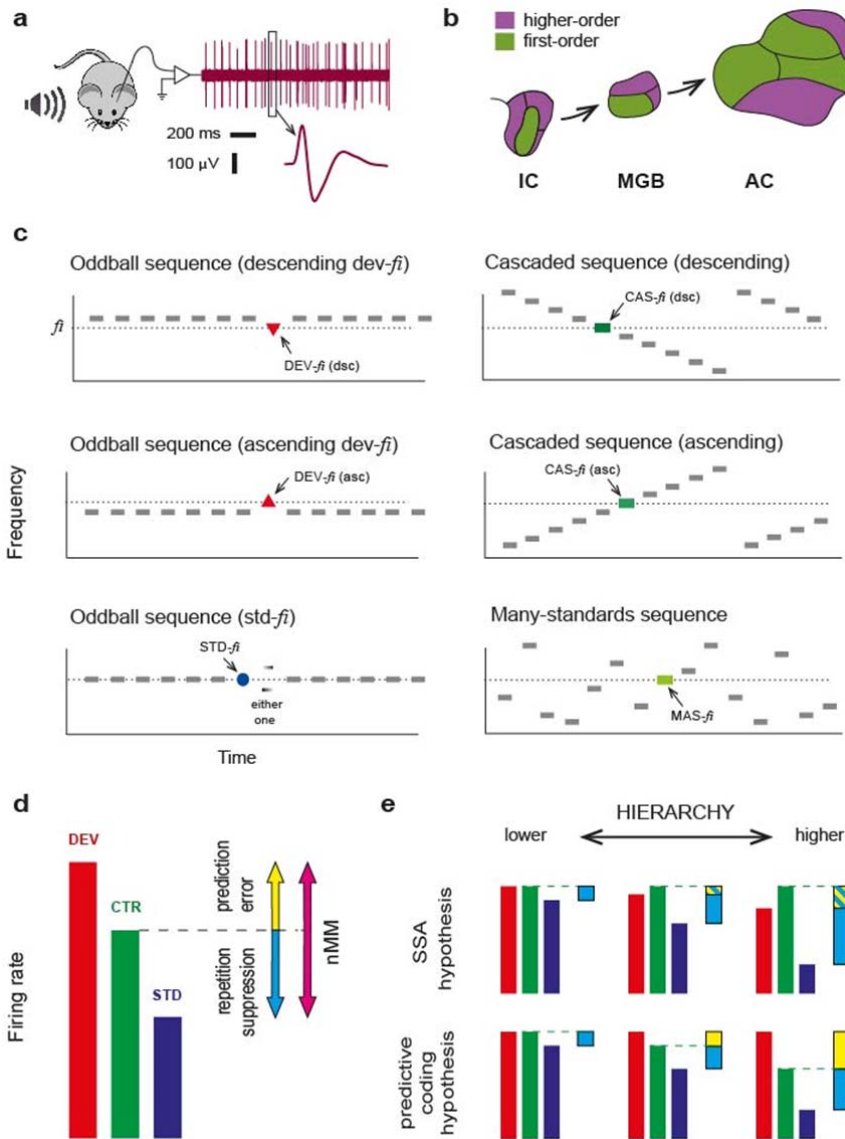 a
200 ms
100 µV
b
higher-order
first-order
IC
MGB
AC
c
Oddball sequence (descending dev-fi)
fi
DEV-fi (dsc)
Cascaded sequence (descending)
CAS-fi (dsc)
Oddball sequence (ascending dev-fi)
DEV-fi (asc)
Cascaded sequence (ascending)
CAS-fi (asc)
Frequency
Oddball sequence (std-fi)
STD-fi
either
one
Time
Many-standards sequence
MAS-fi
d
DEV
CTR
STD
Firing rate
prediction
error
repetition
suppression
nMM
e
HIERARCHY
lower
higher
SSA
hypothesis
predictive
coding
hypothesis